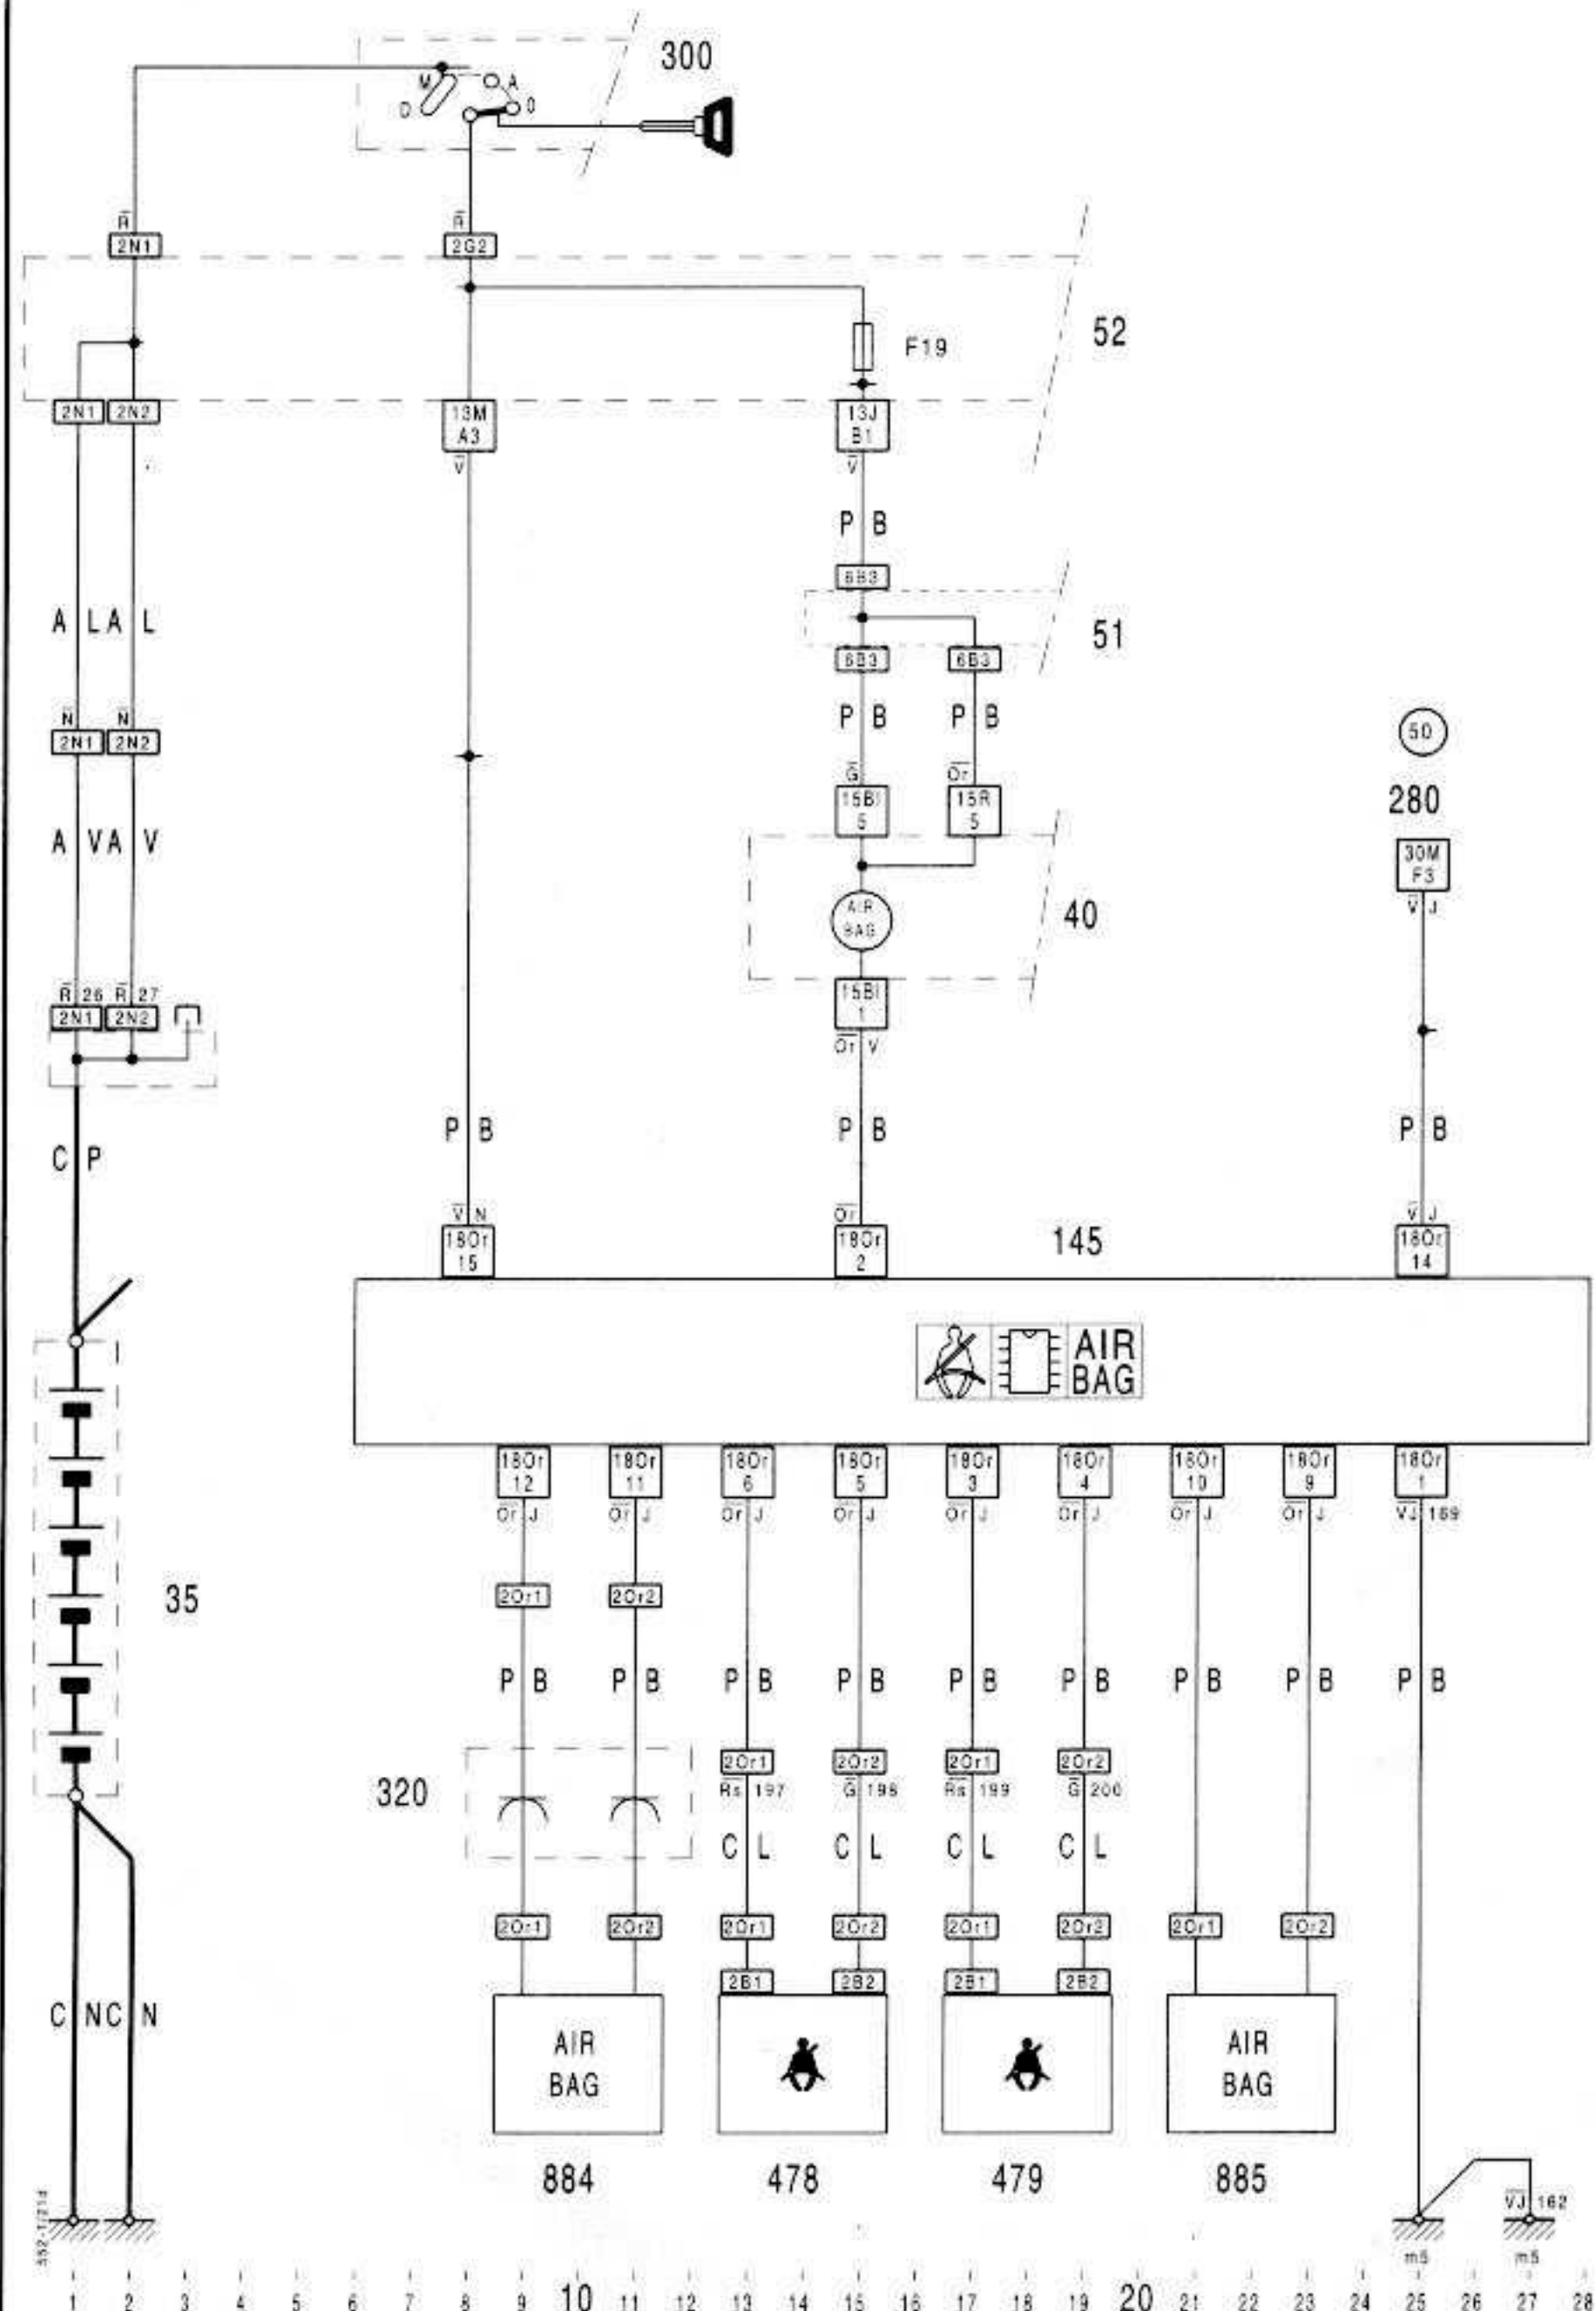 300
M
A
D
0
R
R
2N1
2G2
52
F19
2N1 2N2
13M
A3
13J
B1
V
V
P B
6B3
51
A L A L
6B3 6B3
P B P B
N N
2N1 2N2
50
G Or
15Bl
5
15R
5
280
A V A V
30M
F3
V J
AIR
BAG
40
R 26 R 27
2N1 2N2
15Bl
1
Or V
P B P B P B
C P
V N Or V J
18Or
15
18Or
2
145
18Or
14
AIR
BAG
18Or
12
18Or
11
18Or
6
18Or
5
18Or
3
18Or
4
18Or
10
18Or
9
18Or
1
Or J Or J Or J Or J Or J Or J Or J Or J VJ 169
35
2Or1 2Or2
P B P B P B P B P B P B P B P B P B
320
2Or1 2Or2 2Or1 2Or2
Rs 197 G 198 Rs 199 G 200
C L C L C L C L
2Or1 2Or2 2Or1 2Or2 2Or1 2Or2 2Or1 2Or2
2B1 2B2 2B1 2B2
C N C N
AIR
BAG
AIR
BAG
884 478 479 885
VJ 162
m5 m5
1 2 3 4 5 6 7 8 9 10 11 12 13 14 15 16 17 18 19 20 21 22 23 24 25 26 27 28